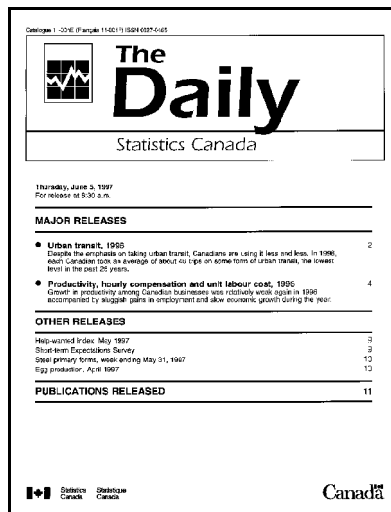 Catalogue 11-001E (Français 11-001F) ISSN 0827-0465
The
Daily
Statistics Canada
Thursday, June 5, 1997
For release at 8:30 a.m.
MAJOR RELEASES
● Urban transit, 1996 2
Despite the emphasis on taking urban transit, Canadians are using it less and less. In 1996,
each Canadian took an average of about 48 trips on some form of urban transit, the lowest
level in the past 25 years.
● Productivity, hourly compensation and unit labour cost, 1996 4
Growth in productivity among Canadian businesses was relatively weak again in 1996
accompanied by sluggish gains in employment and slow economic growth during the year.
OTHER RELEASES
Help-wanted Index, May 1997 9
Short-term Expectations Survey 9
Steel primary forms, week ending May 31, 1997 10
Egg production, April 1997 10
PUBLICATIONS RELEASED 11
Statistics Statistique
Canada Canada
Canada